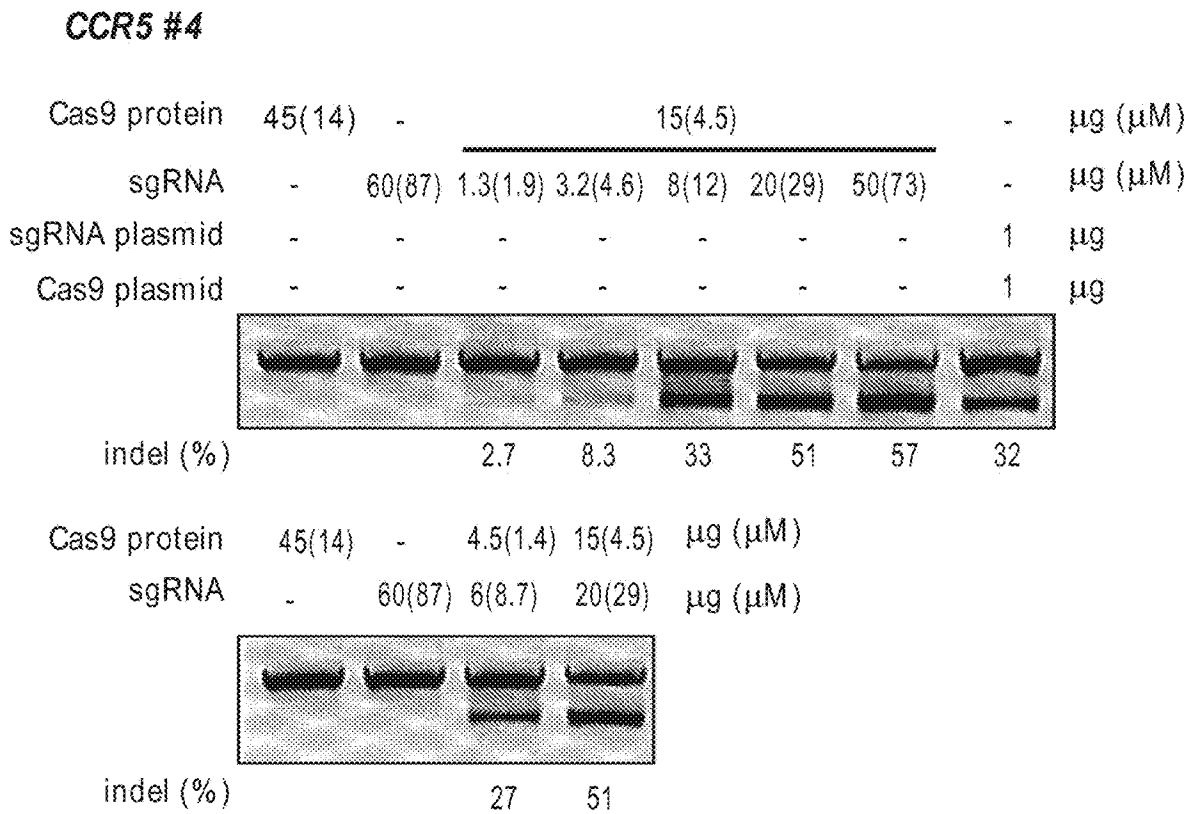 CCR5 #4
Cas9 protein 45(14) - 15(4.5) - µg (µM)
sgRNA - 60(87) 1.3(1.9) 3.2(4.6) 8(12) 20(29) 50(73) - µg (µM)
sgRNA plasmid - - - - - - - 1 µg
Cas9 plasmid - - - - - - - 1 µg
indel (%) 2.7 8.3 33 51 57 32
Cas9 protein 45(14) - 4.5(1.4) 15(4.5) µg (µM)
sgRNA - 60(87) 6(8.7) 20(29) µg (µM)
indel (%) 27 51